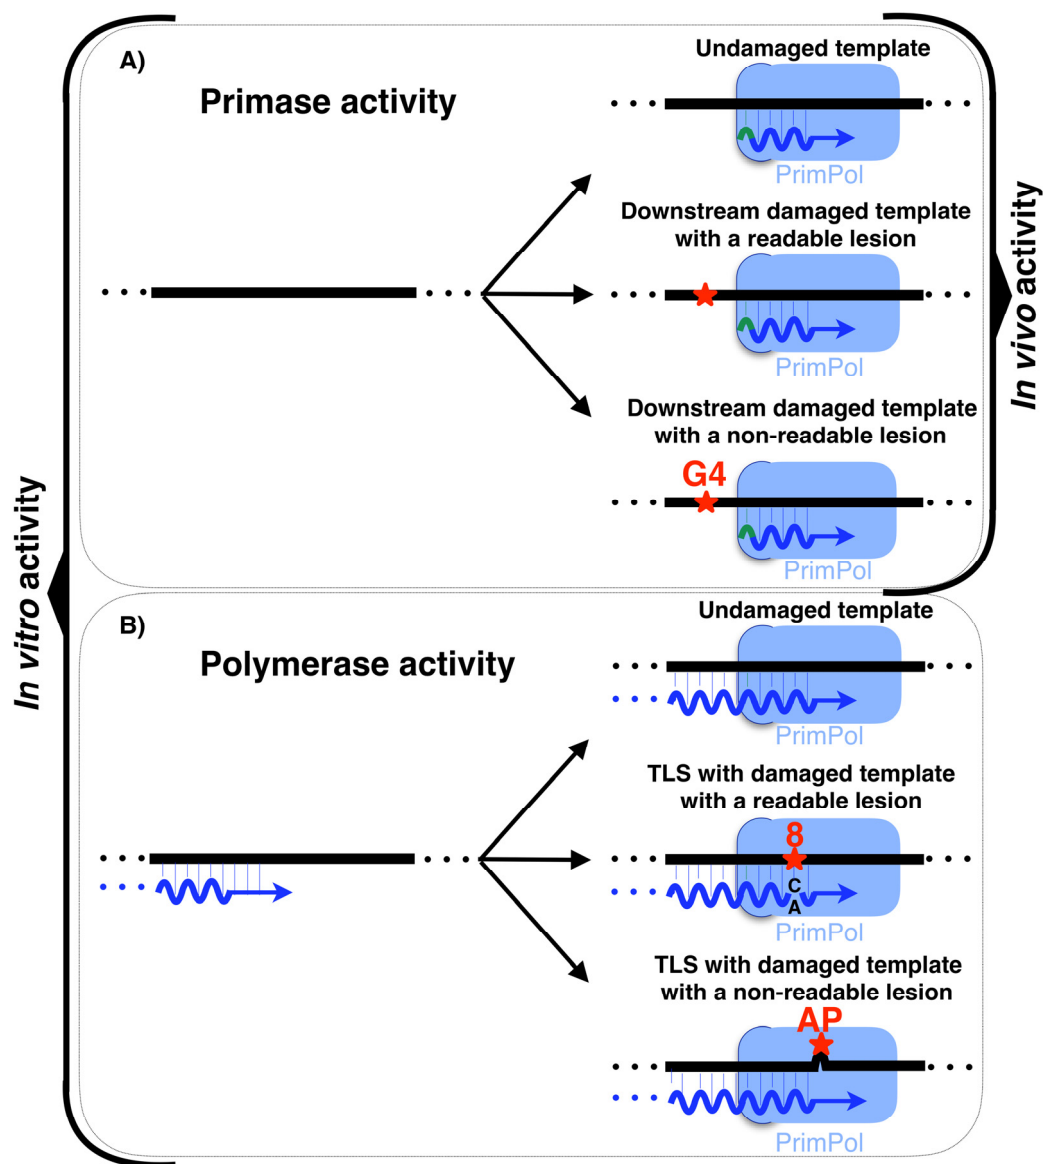 A)
Primase activity
Undamaged template
PrimPol
Downstream damaged template
with a readable lesion
PrimPol
Downstream damaged template
with a non-readable lesion
G4
PrimPol
In vivo activity
In vitro activity
B)
Polymerase activity
Undamaged template
PrimPol
TLS with damaged template
with a readable lesion
8
C
A
PrimPol
TLS with damaged template
with a non-readable lesion
AP
PrimPol